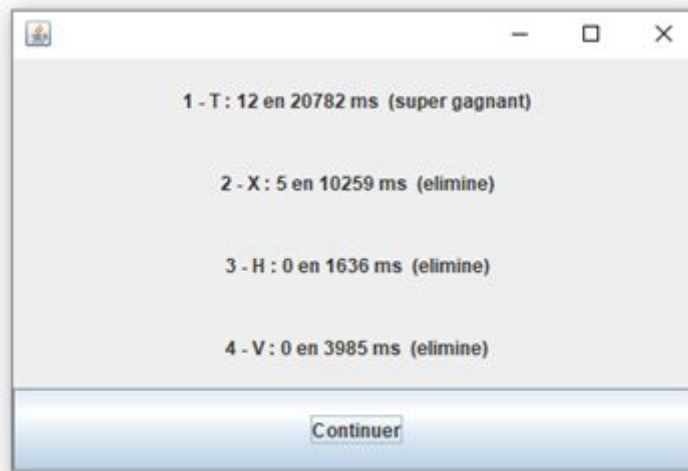 1 - T : 12 en 20782 ms (super gagnant)
2 - X : 5 en 10259 ms (elimine)
3 - H : 0 en 1636 ms (elimine)
4 - V : 0 en 3985 ms (elimine)
Continuer